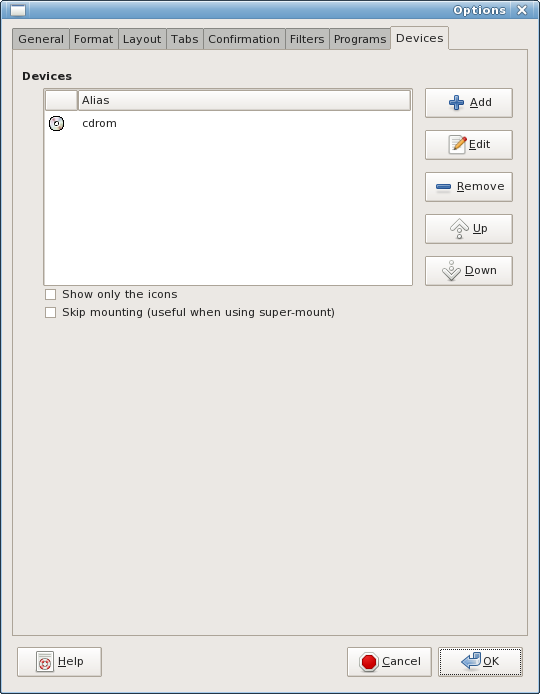 Options
General Format Layout Tabs Confirmation Filters Programs Devices
Devices
Alias
cdrom
Add
Edit
Remove
Up
Down
Show only the icons
Skip mounting (useful when using super-mount)
Help Cancel OK